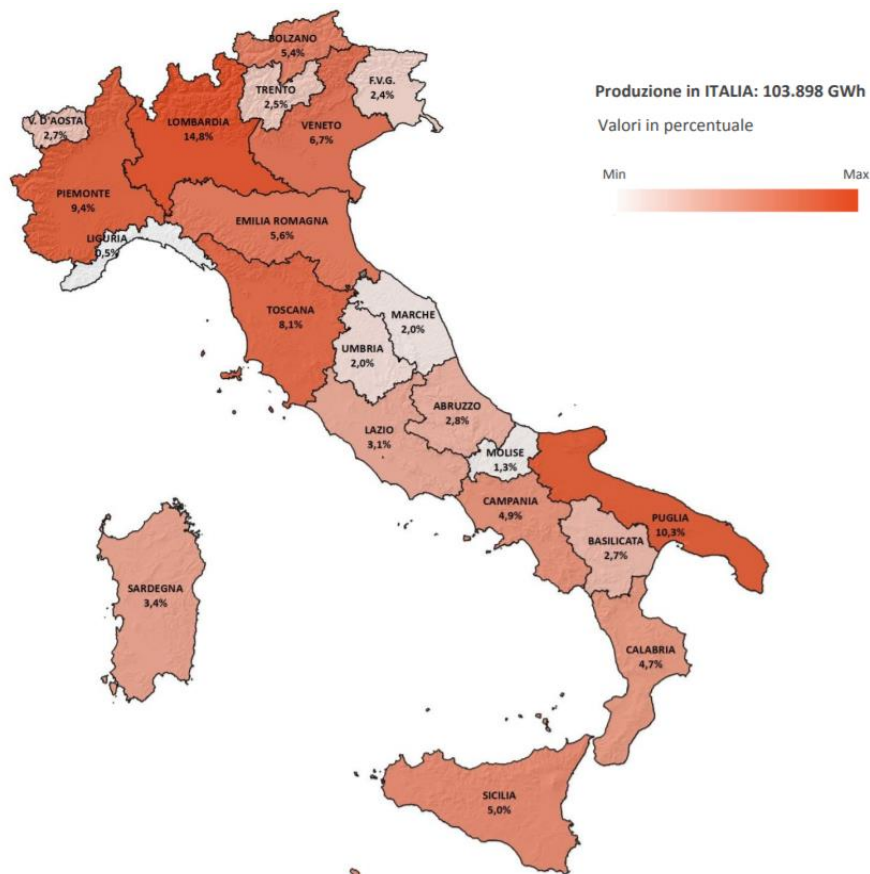 BOLZANO
5,4%
TRENTO
2,5%
F.V.G.
2,4%
V. D'AOSTA
2,7%
LOMBARDIA
14,8%
VENETO
6,7%
PIEMONTE
9,4%
EMILIA ROMAGNA
5,6%
LIGURIA
0,5%
TOSCANA
8,1%
MARCHE
2,0%
UMBRIA
2,0%
ABRUZZO
2,8%
LAZIO
3,1%
MOLISE
1,3%
CAMPANIA
4,9%
PUGLIA
10,3%
BASILICATA
2,7%
SARDEGNA
3,4%
CALABRIA
4,7%
SICILIA
5,0%
Produzione in ITALIA: 103.898 GWh
Valori in percentuale
Min Max